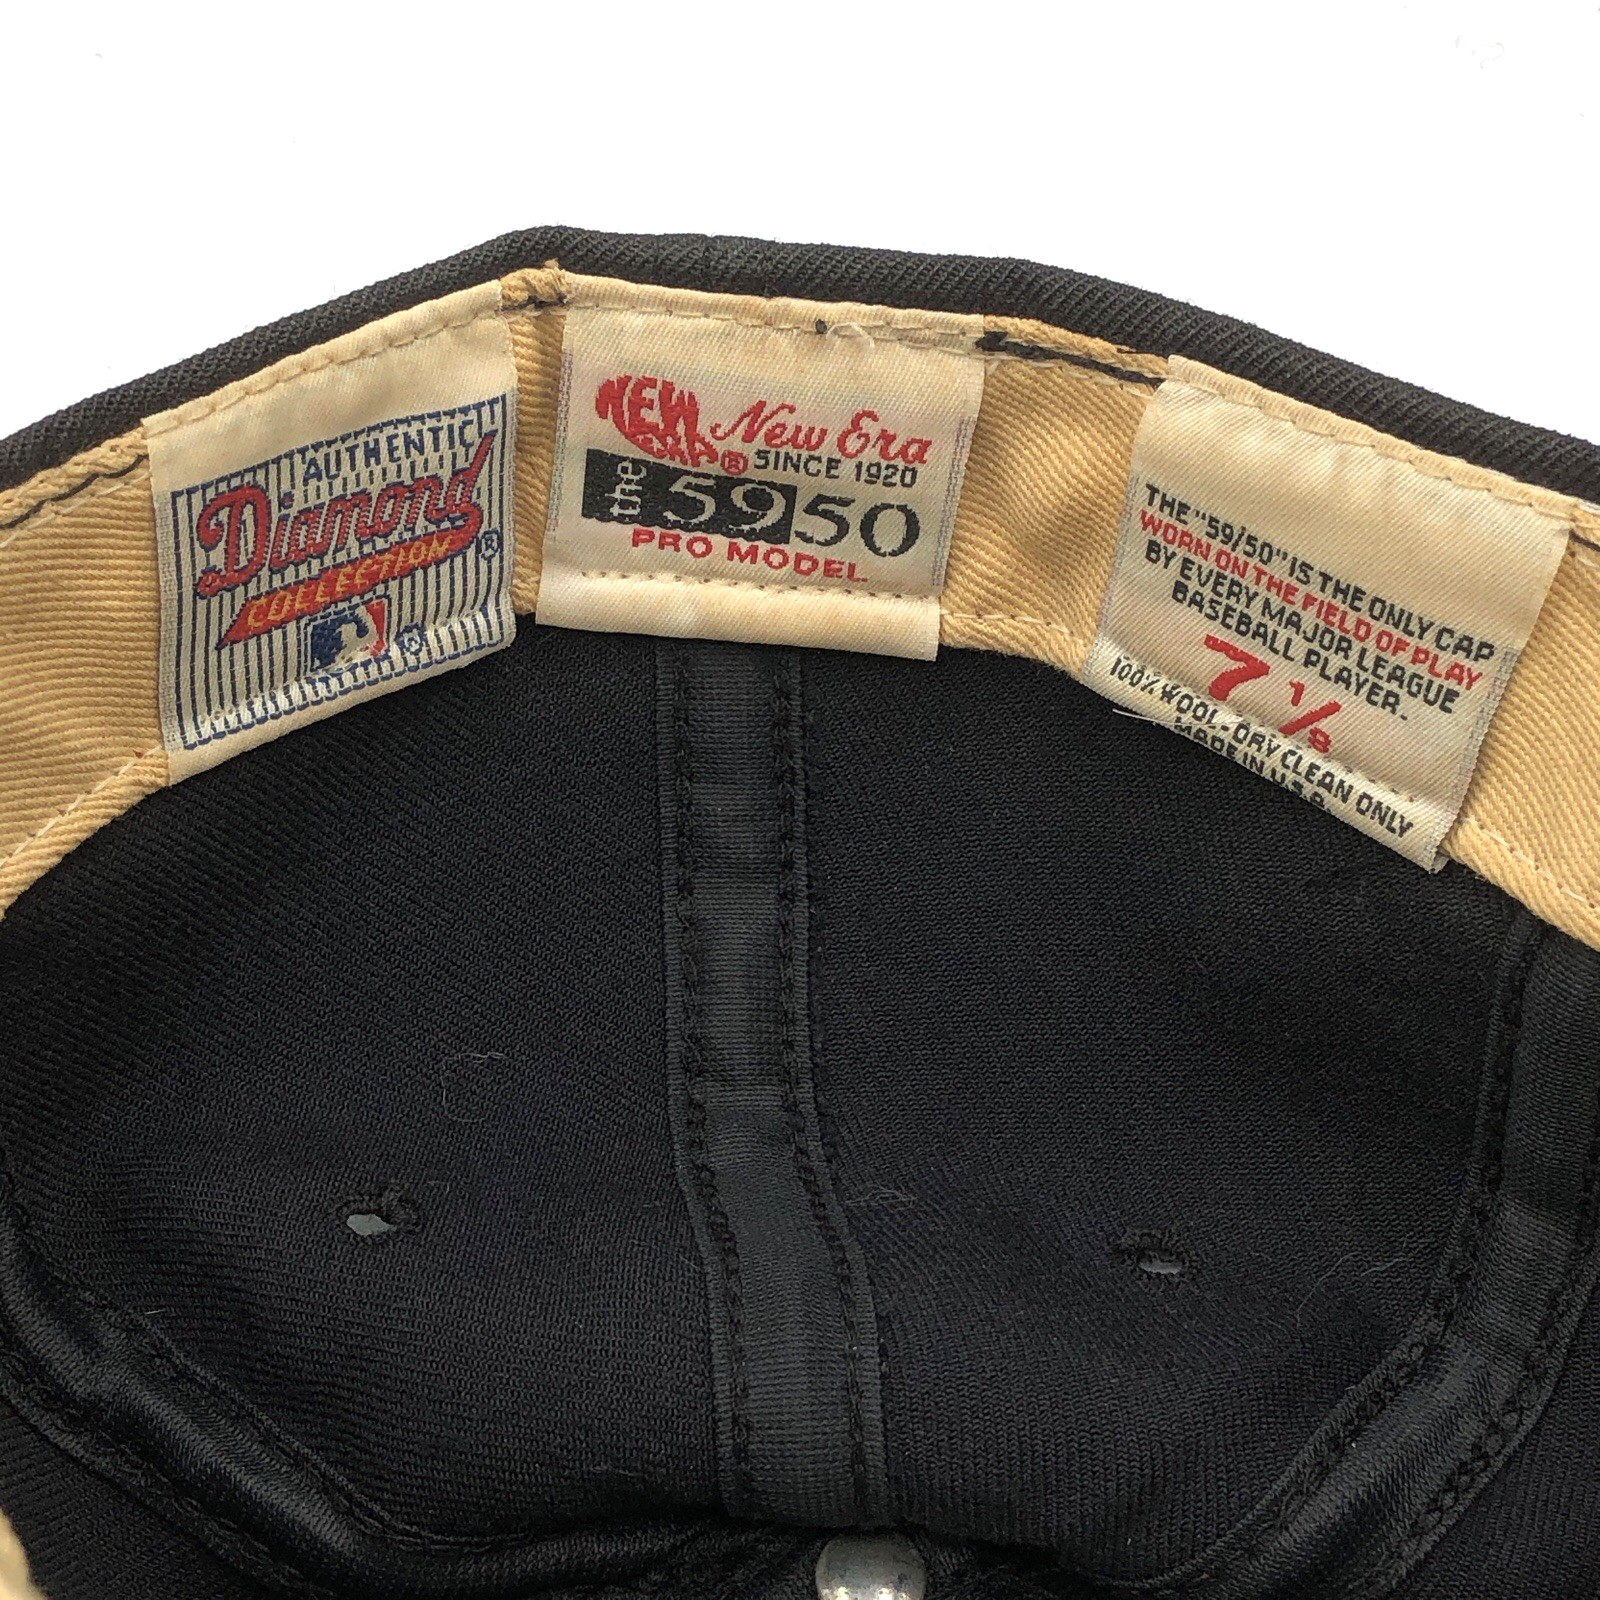 AUTHENTIC
Diamond
COLLECTION
®
®
NEW
ERA
CAP
®
New Era
SINCE 1920
the 5950
PRO MODEL
THE "59/50" IS THE ONLY CAP
WORN ON THE FIELD OF PLAY
BY EVERY MAJOR LEAGUE
BASEBALL PLAYER.
7 1/8
100% WOOL-DRY CLEAN ONLY
MADE IN U.S.A.